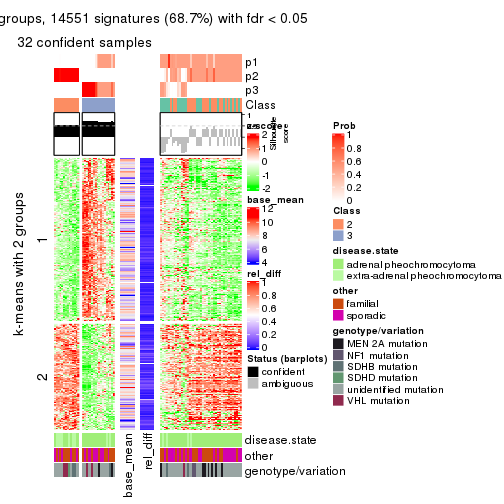 groups, 14551 signatures (68.7%) with fdr < 0.05
32 confident samples
p1
p2
p3
Class
1
Silhouette
score
z-score
2
1
0
-1
-2
base_mean
12
10
8
6
4
rel_diff
1
0.8
0.6
0.4
0.2
0
Status (barplots)
confident
ambiguous
Prob
1
0.8
0.6
0.4
0.2
0
Class
2
3
disease.state
adrenal pheochromocytoma
extra-adrenal pheochromocytoma
other
familial
sporadic
genotype/variation
MEN 2A mutation
NF1 mutation
SDHB mutation
SDHD mutation
unidentified mutation
VHL mutation
k-means with 2 groups
1
2
disease.state
other
genotype/variation
base_mean
rel_diff